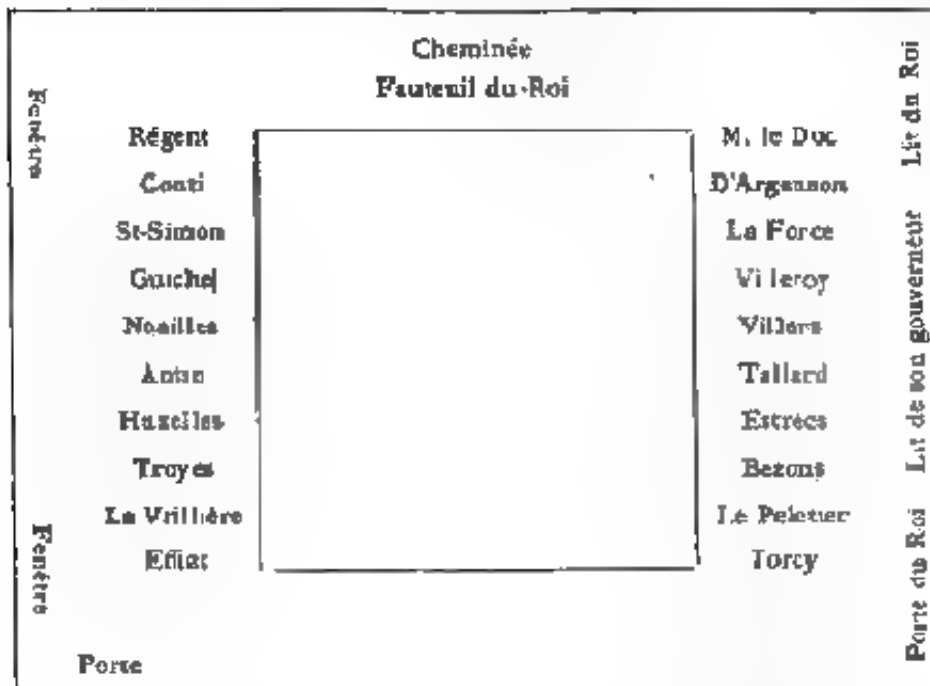 Cheminée
Fauteuil du Roi
Fenêtre
Régent
Conti
St-Simon
Guiche
Noailles
Antin
Huxelles
Troyes
La Vrillière
Effiat
Fenêtre
Porte
M. le Duc
D'Argenson
La Force
Villeroy
Villars
Tallard
Estrées
Bezons
Le Peletier
Torcy
Lit du Roi
Lit de son gouverneur
Porte du Roi